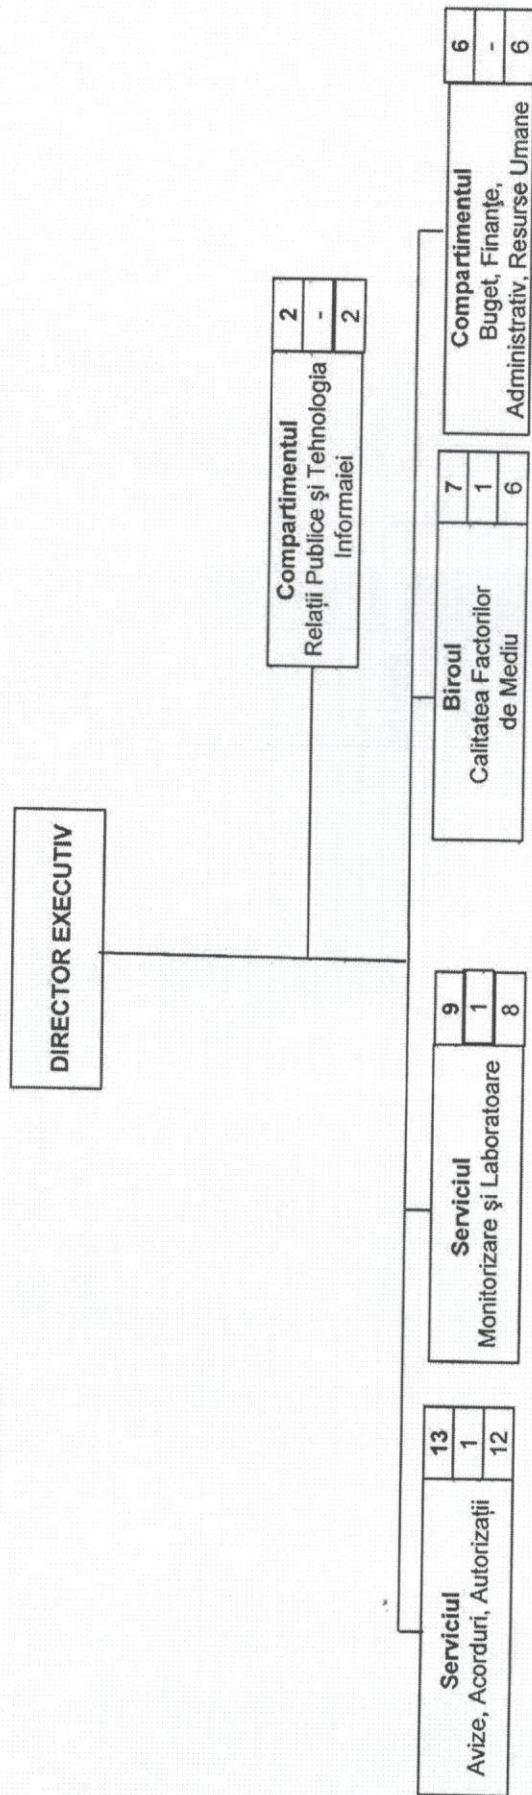 DIRECTOR EXECUTIV
Compartimentul
Relații Publice și Tehnologia
Informaiei
2
-
2
Serviciul
Avize, Acorduri, Autorizații
13
1
12
Serviciul
Monitorizare și Laboratoare
9
1
8
Biroul
Calitatea Factorilor
de Mediu
7
1
6
Compartimentul
Buget, Finanțe,
Administrativ, Resurse Umane
6
-
6